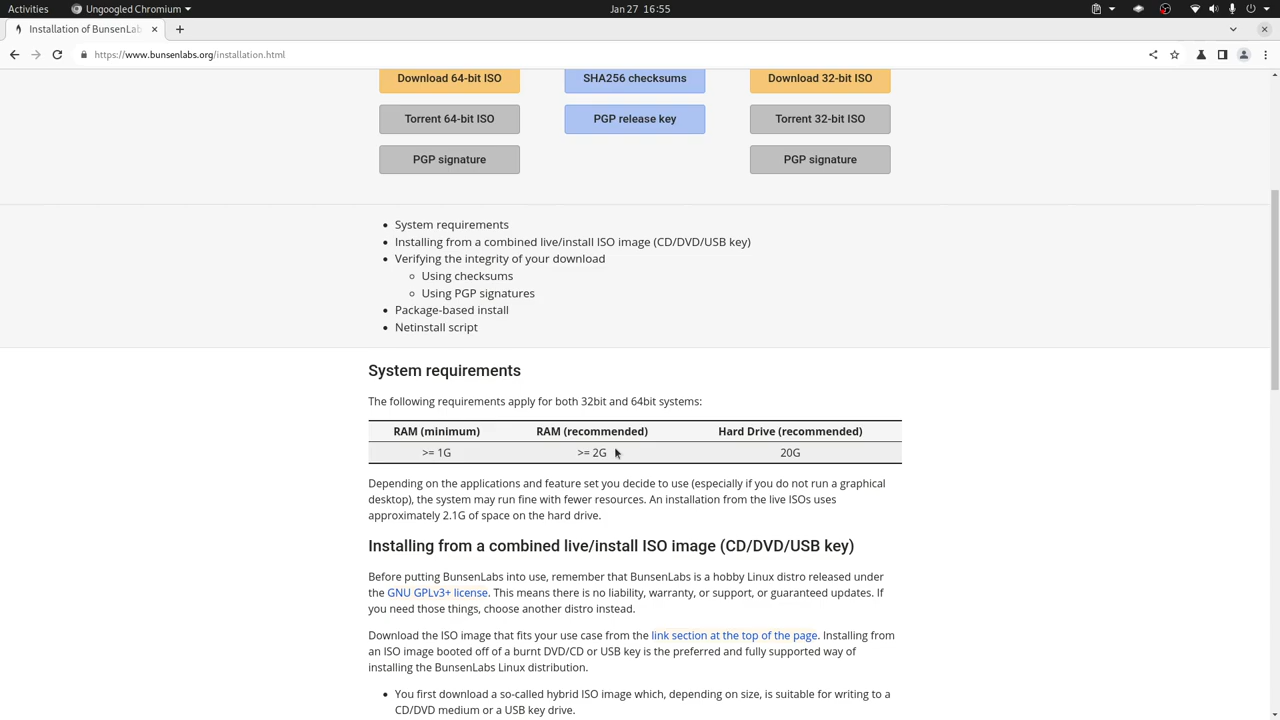 Activities
Ungoogled Chromium
Jan 27 16:55
Installation of BunsenLab
https://www.bunsenlabs.org/installation.html
Download 64-bit ISO
SHA256 checksums
Download 32-bit ISO
Torrent 64-bit ISO
PGP release key
Torrent 32-bit ISO
PGP signature
PGP signature
System requirements
Installing from a combined live/install ISO image (CD/DVD/USB key)
Verifying the integrity of your download
Using checksums
Using PGP signatures
Package-based install
Netinstall script
System requirements
The following requirements apply for both 32bit and 64bit systems:
RAM (minimum) RAM (recommended) Hard Drive (recommended)
>= 1G >= 2G 20G
Depending on the applications and feature set you decide to use (especially if you do not run a graphical
desktop), the system may run fine with fewer resources. An installation from the live ISOs uses
approximately 2.1G of space on the hard drive.
Installing from a combined live/install ISO image (CD/DVD/USB key)
Before putting BunsenLabs into use, remember that BunsenLabs is a hobby Linux distro released under
the GNU GPLv3+ license. This means there is no liability, warranty, or support, or guaranteed updates. If
you need those things, choose another distro instead.
Download the ISO image that fits your use case from the link section at the top of the page. Installing from
an ISO image booted off of a burnt DVD/CD or USB key is the preferred and fully supported way of
installing the BunsenLabs Linux distribution.
You first download a so-called hybrid ISO image which, depending on size, is suitable for writing to a
CD/DVD medium or a USB key drive.